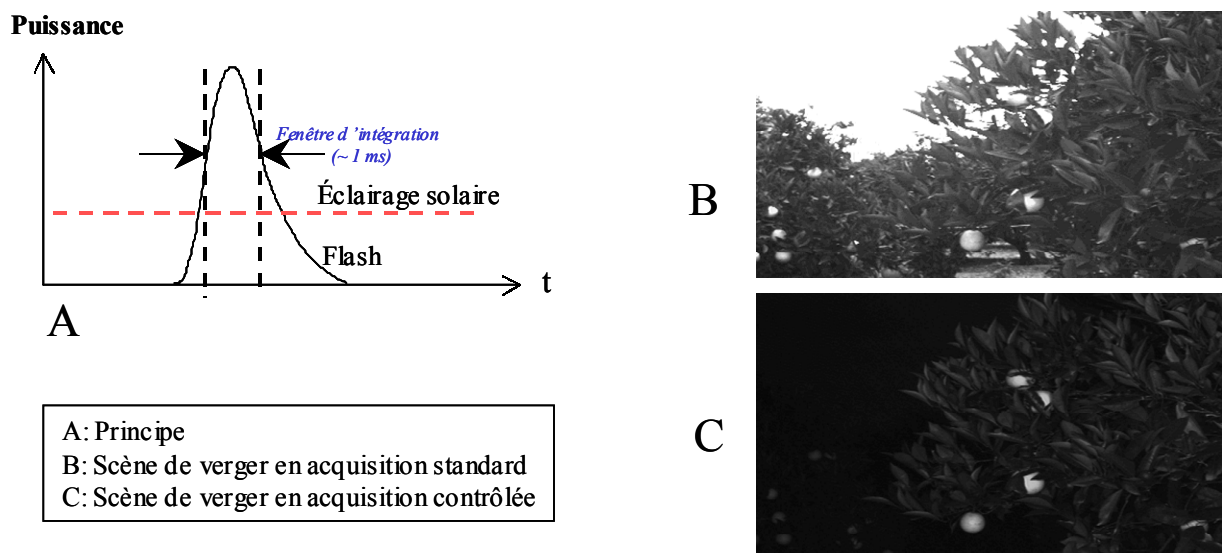 Puissance
Fenêtre d ’intégration
(~ 1 ms)
Éclairage solaire
Flash
t
A
B
C
A: Principe
B: Scène de verger en acquisition standard
C: Scène de verger en acquisition contrôlée